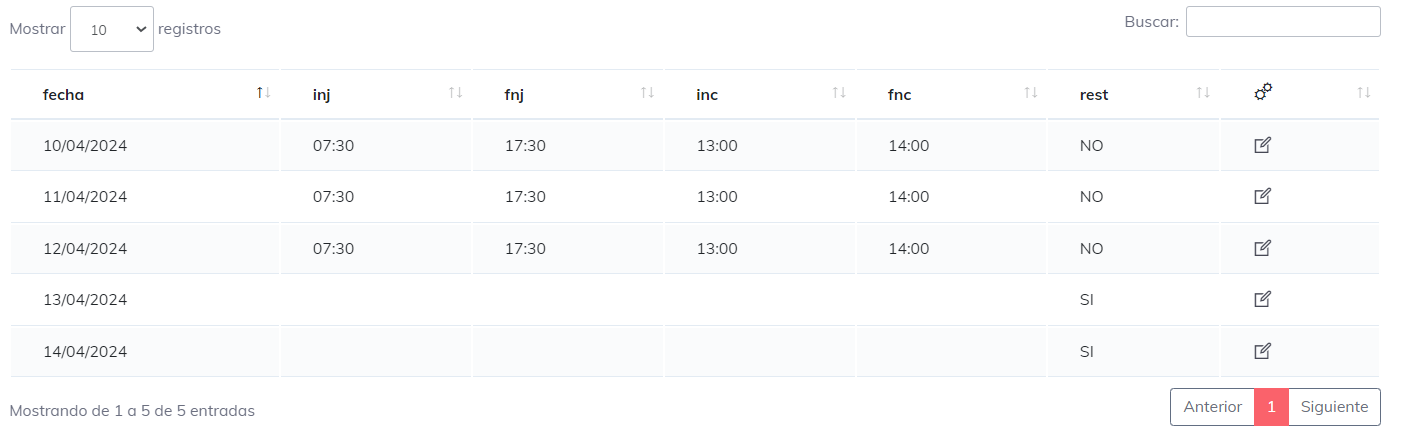 Mostrar 10 registros Buscar:
fecha inj fnj inc fnc rest
10/04/2024 07:30 17:30 13:00 14:00 NO
11/04/2024 07:30 17:30 13:00 14:00 NO
12/04/2024 07:30 17:30 13:00 14:00 NO
13/04/2024 SI
14/04/2024 SI
Mostrando de 1 a 5 de 5 entradas Anterior 1 Siguiente